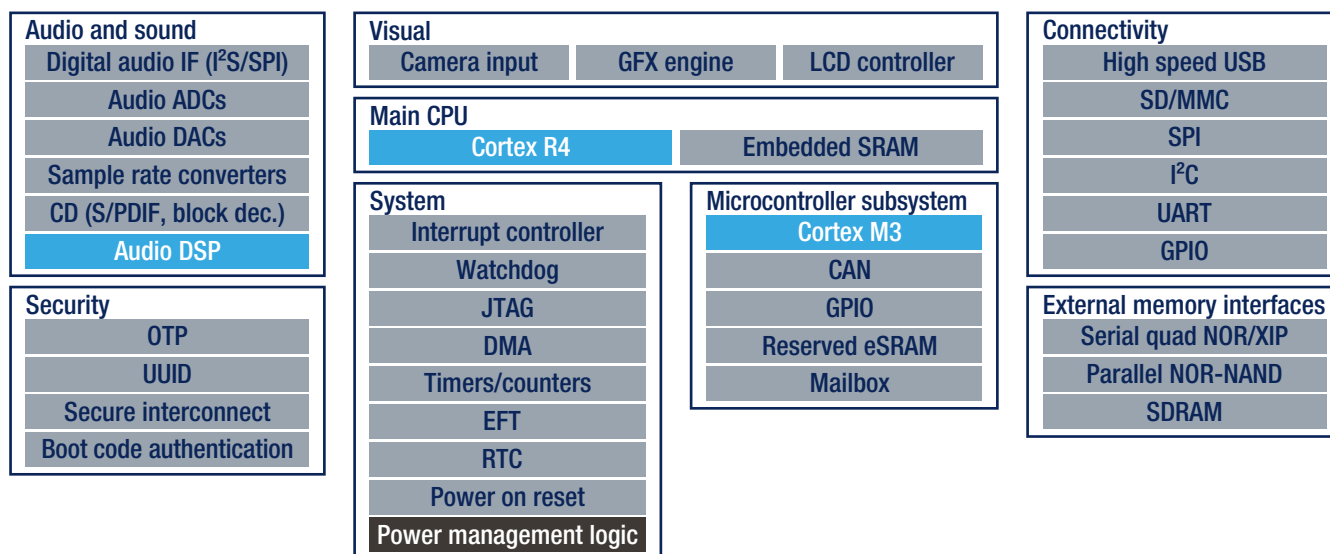 Audio and sound
Digital audio IF (I²S/SPI)
Audio ADCs
Audio DACs
Sample rate converters
CD (S/PDIF, block dec.)
Audio DSP
Security
OTP
UUID
Secure interconnect
Boot code authentication
Visual
Camera input
GFX engine
LCD controller
Main CPU
Cortex R4
Embedded SRAM
System
Interrupt controller
Watchdog
JTAG
DMA
Timers/counters
EFT
RTC
Power on reset
Power management logic
Microcontroller subsystem
Cortex M3
CAN
GPIO
Reserved eSRAM
Mailbox
Connectivity
High speed USB
SD/MMC
SPI
I²C
UART
GPIO
External memory interfaces
Serial quad NOR/XIP
Parallel NOR-NAND
SDRAM